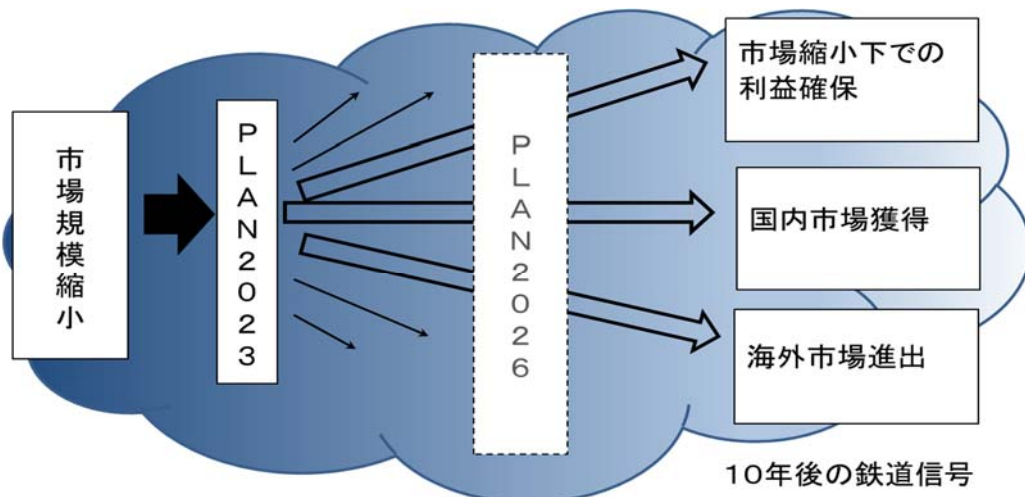 市場規模縮小
PLAN2023
PLAN2026
市場縮小下での
利益確保
国内市場獲得
海外市場進出
10年後の鉄道信号